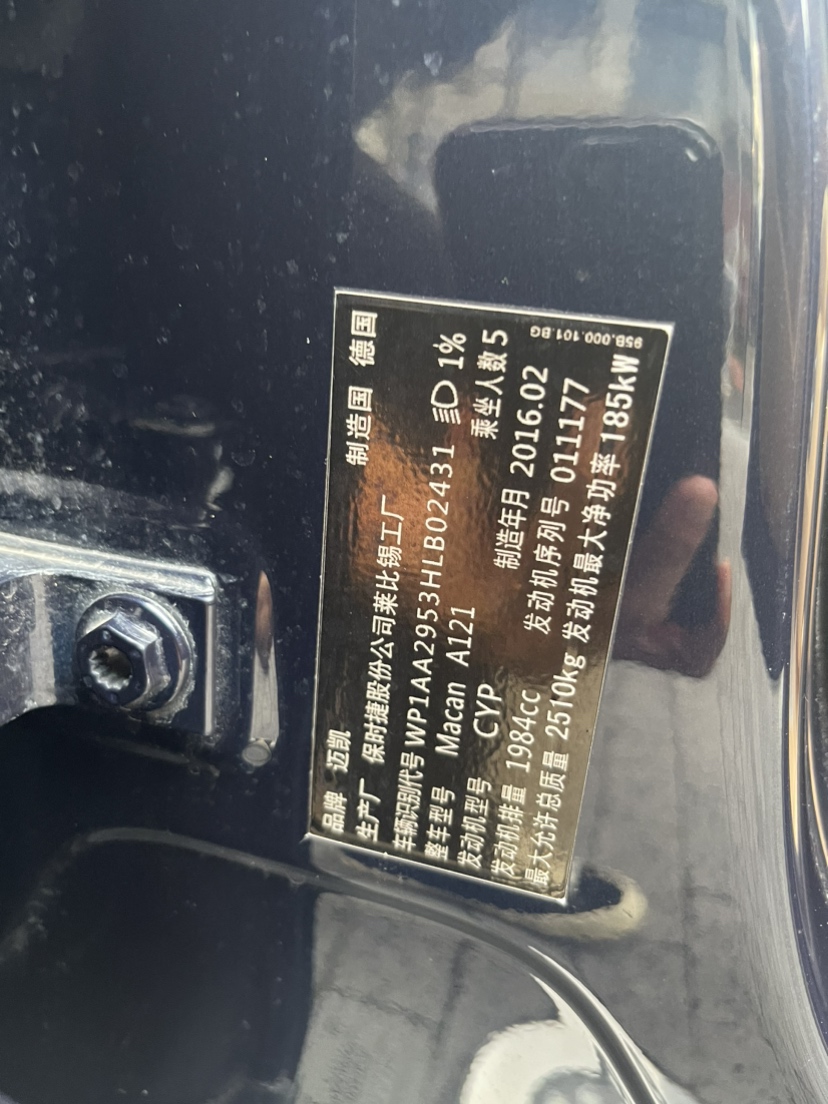 品牌 迈凯 制造国 德国
生产厂 保时捷股份公司莱比锡工厂
车辆识别代号 WP1AA2953HLB02431 1%
整车型号 Macan A121 乘坐人数 5
发动机型号 CYP 制造年月 2016.02
发动机排量 1984cc 发动机序列号 011177
最大允许总质量 2510kg 发动机最大净功率 185kW
95B.000.101.BG